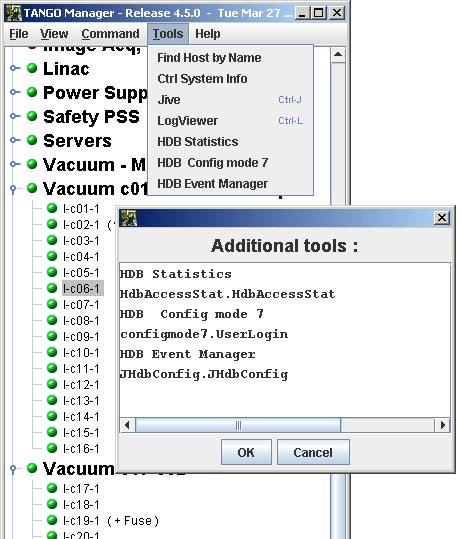 TANGO Manager - Release 4.5.0 - Tue Mar 27 ...
File View Command Tools Help
Image Acq,
Linac
Power Supp
Safety PSS
Servers
Vacuum - M
Vacuum c01
Find Host by Name
Ctrl System Info
Jive Ctrl-J
LogViewer Ctrl-L
HDB Statistics
HDB Config mode 7
HDB Event Manager
l-c01-1
l-c02-1 (
l-c03-1
l-c04-1
l-c05-1
l-c06-1
l-c07-1
l-c08-1
l-c09-1
l-c10-1
l-c11-1
l-c12-1
l-c13-1
l-c14-1
l-c15-1
l-c16-1
Vacuum
l-c17-1
l-c18-1
l-c19-1 ( + Fuse )
l-c20-1
Additional tools :
HDB Statistics
HdbAccessStat.HdbAccessStat
HDB Config mode 7
configmode7.UserLogin
HDB Event Manager
JHdbConfig.JHdbConfig
OK Cancel